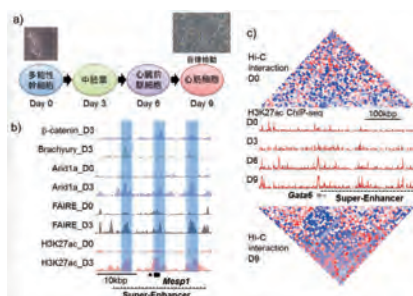 a)
多能性
幹細胞
中胚葉
心臓前
駆細胞
心筋細胞
自律拍動
Day 0
Day 3
Day 6
Day 9
b)
β-catenin_D3
Brachyury_D3
Arid1a_D0
Arid1a_D3
FAIRE_D0
FAIRE_D3
H3K27ac_D0
H3K27ac_D3
10kbp
Mesp1
Super-Enhancer
c)
Hi-C
interaction
D0
H3K27ac ChIP-seq
100kbp
D0
D3
D6
D9
Gata6
Super-Enhancer
Hi-C
interaction
D9